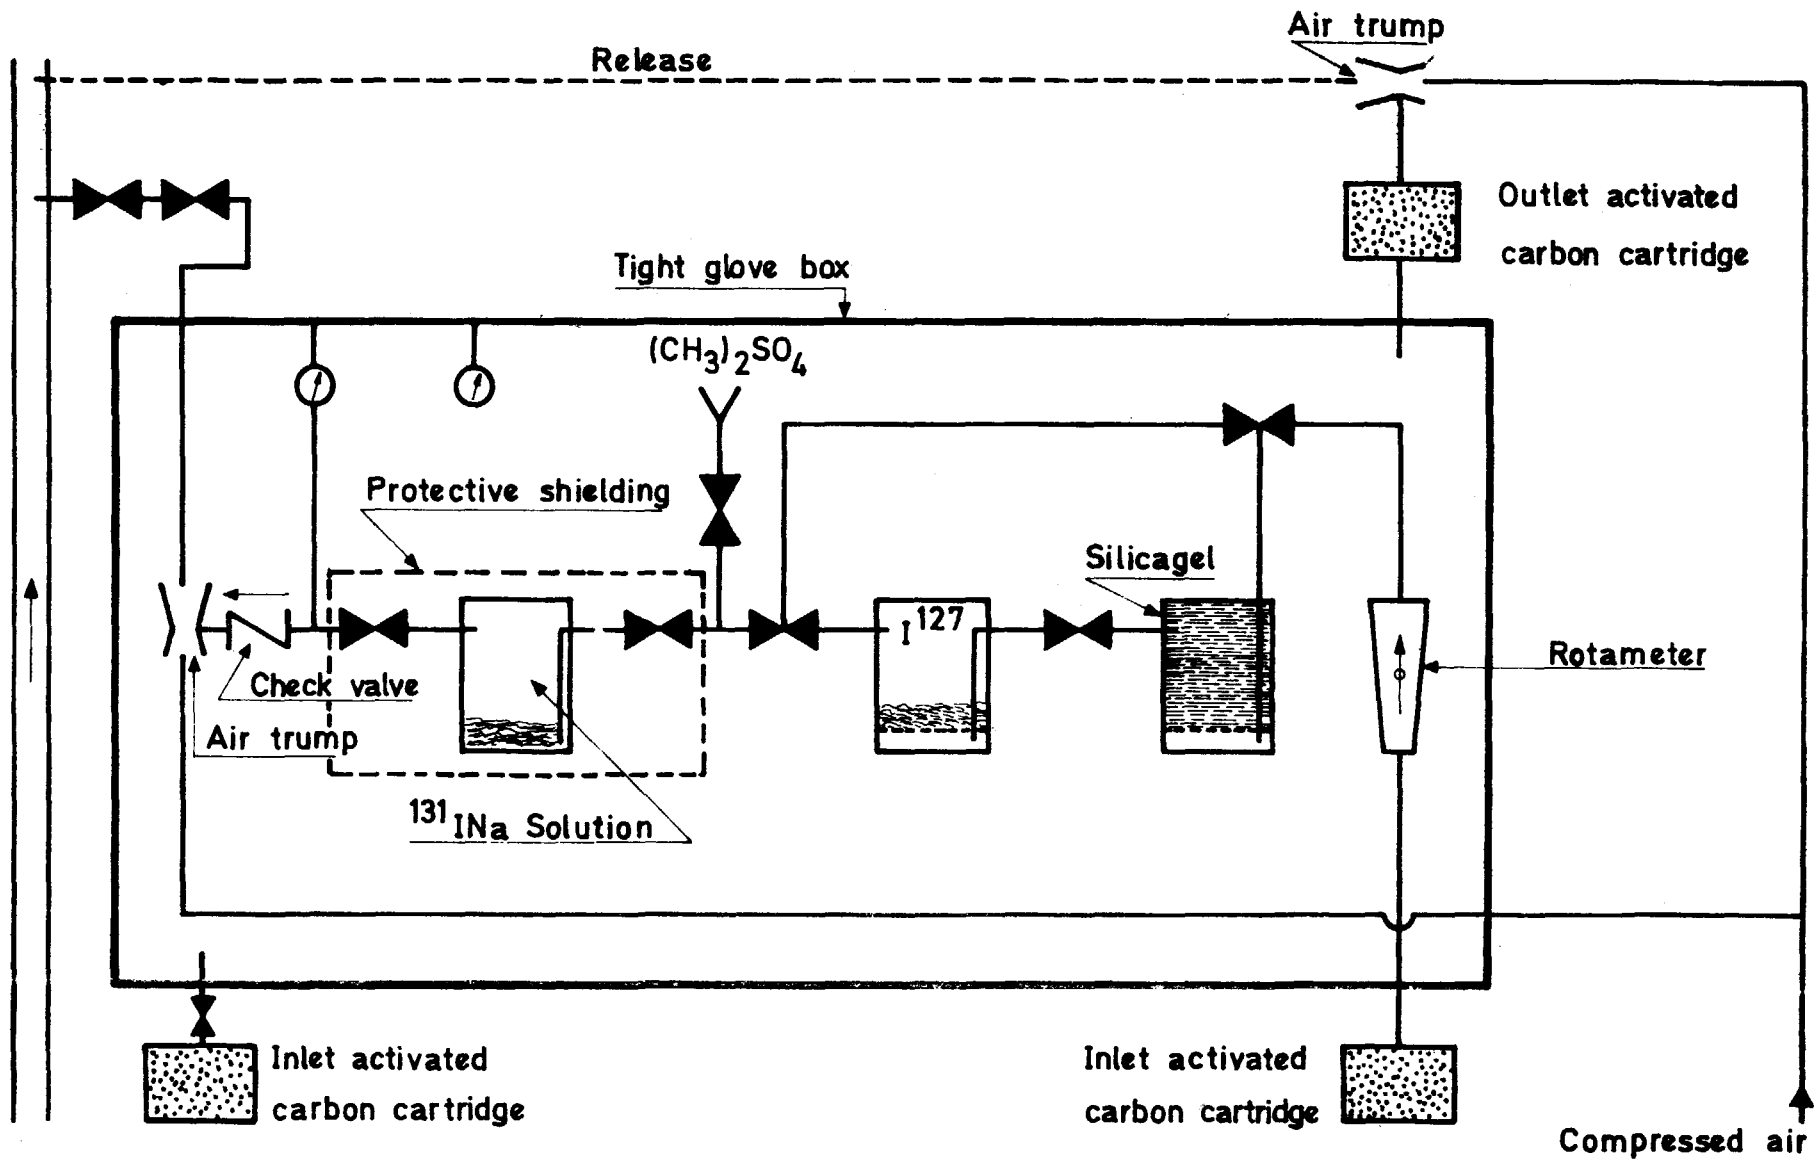 Air trump
Release
Outlet activated
carbon cartridge
Tight glove box
(CH₃)₂SO₄
Protective shielding
Silicagel
I¹²⁷
Rotameter
Check valve
Air trump
¹³¹INa Solution
Inlet activated
carbon cartridge
Inlet activated
carbon cartridge
Compressed air